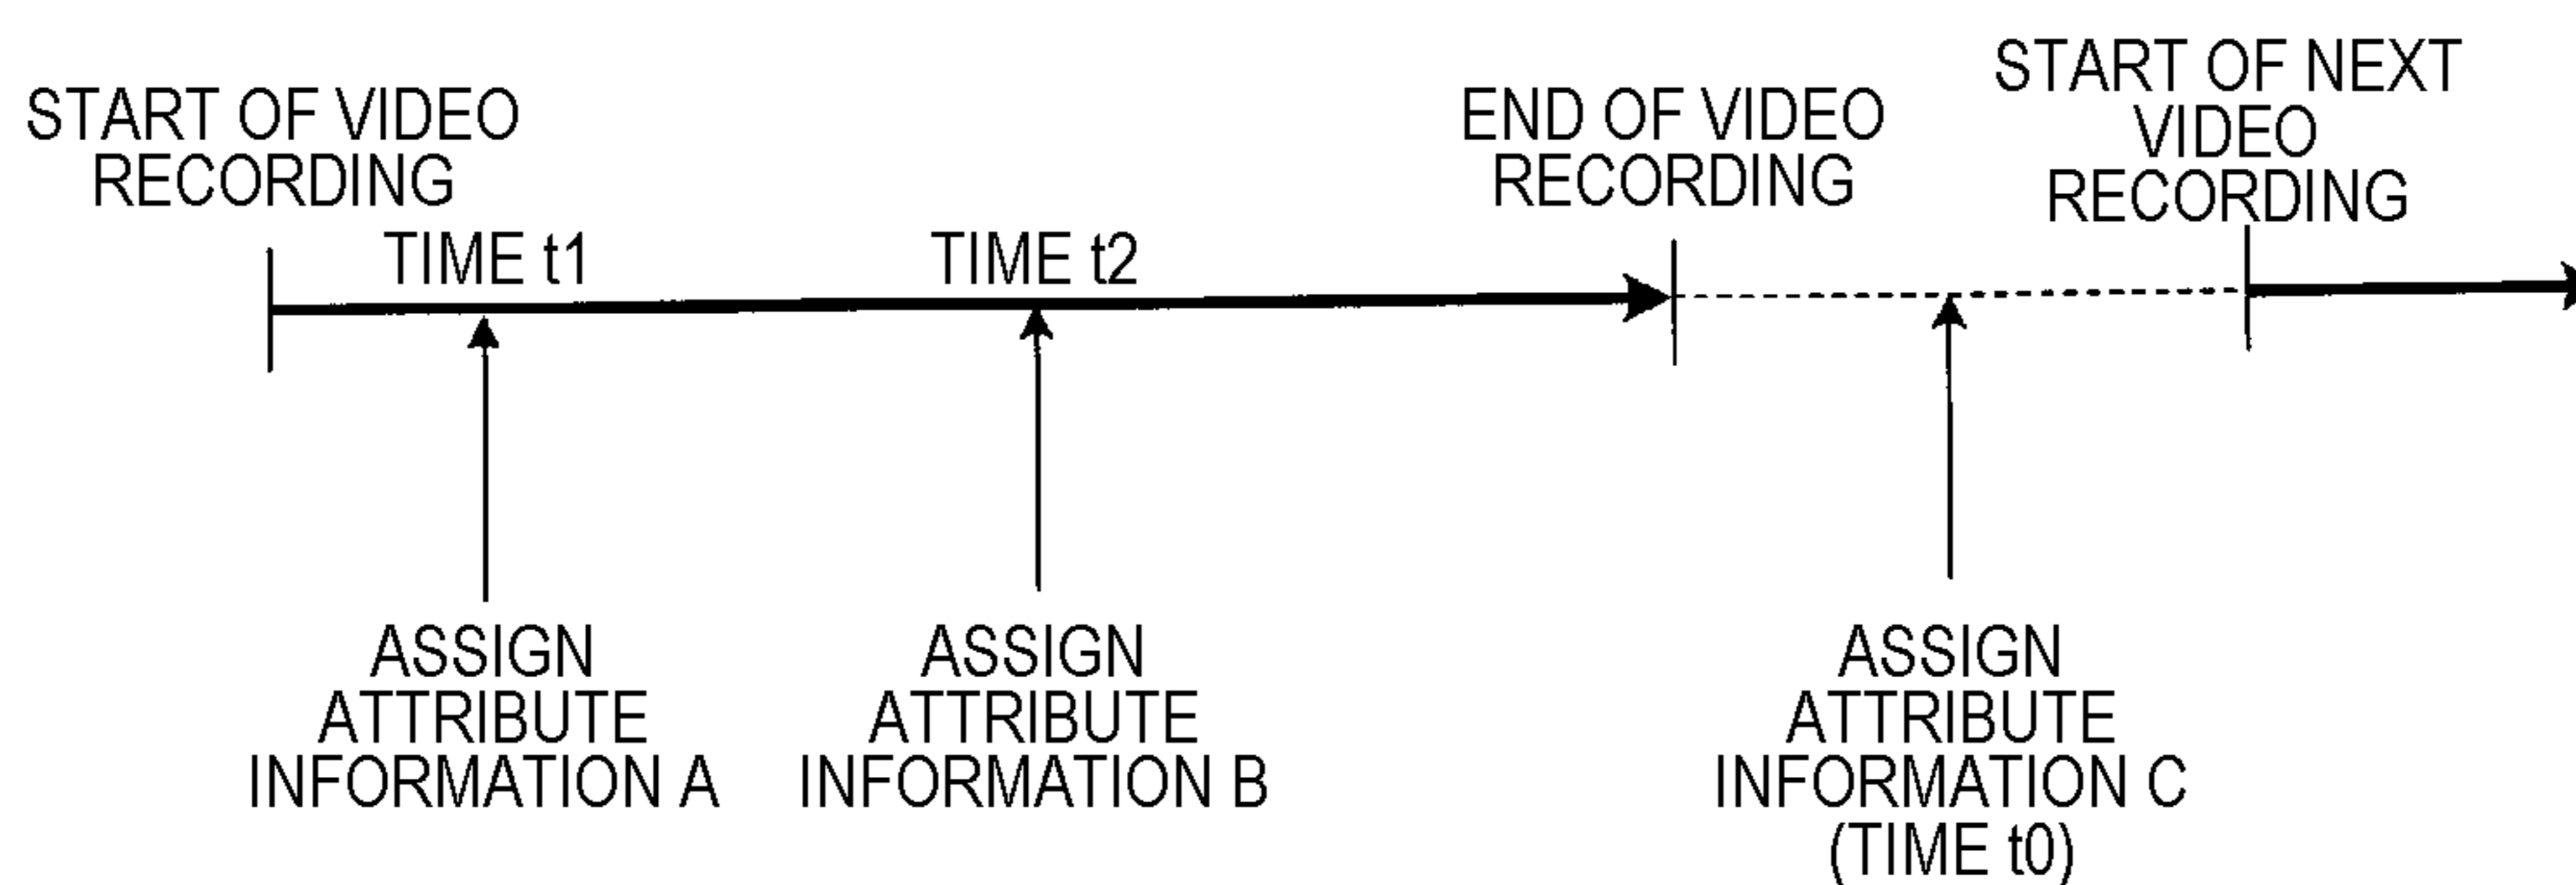 START OF VIDEO
RECORDING
TIME t1
TIME t2
END OF VIDEO
RECORDING
START OF NEXT
VIDEO
RECORDING
ASSIGN
ATTRIBUTE
INFORMATION A
ASSIGN
ATTRIBUTE
INFORMATION B
ASSIGN
ATTRIBUTE
INFORMATION C
(TIME t0)